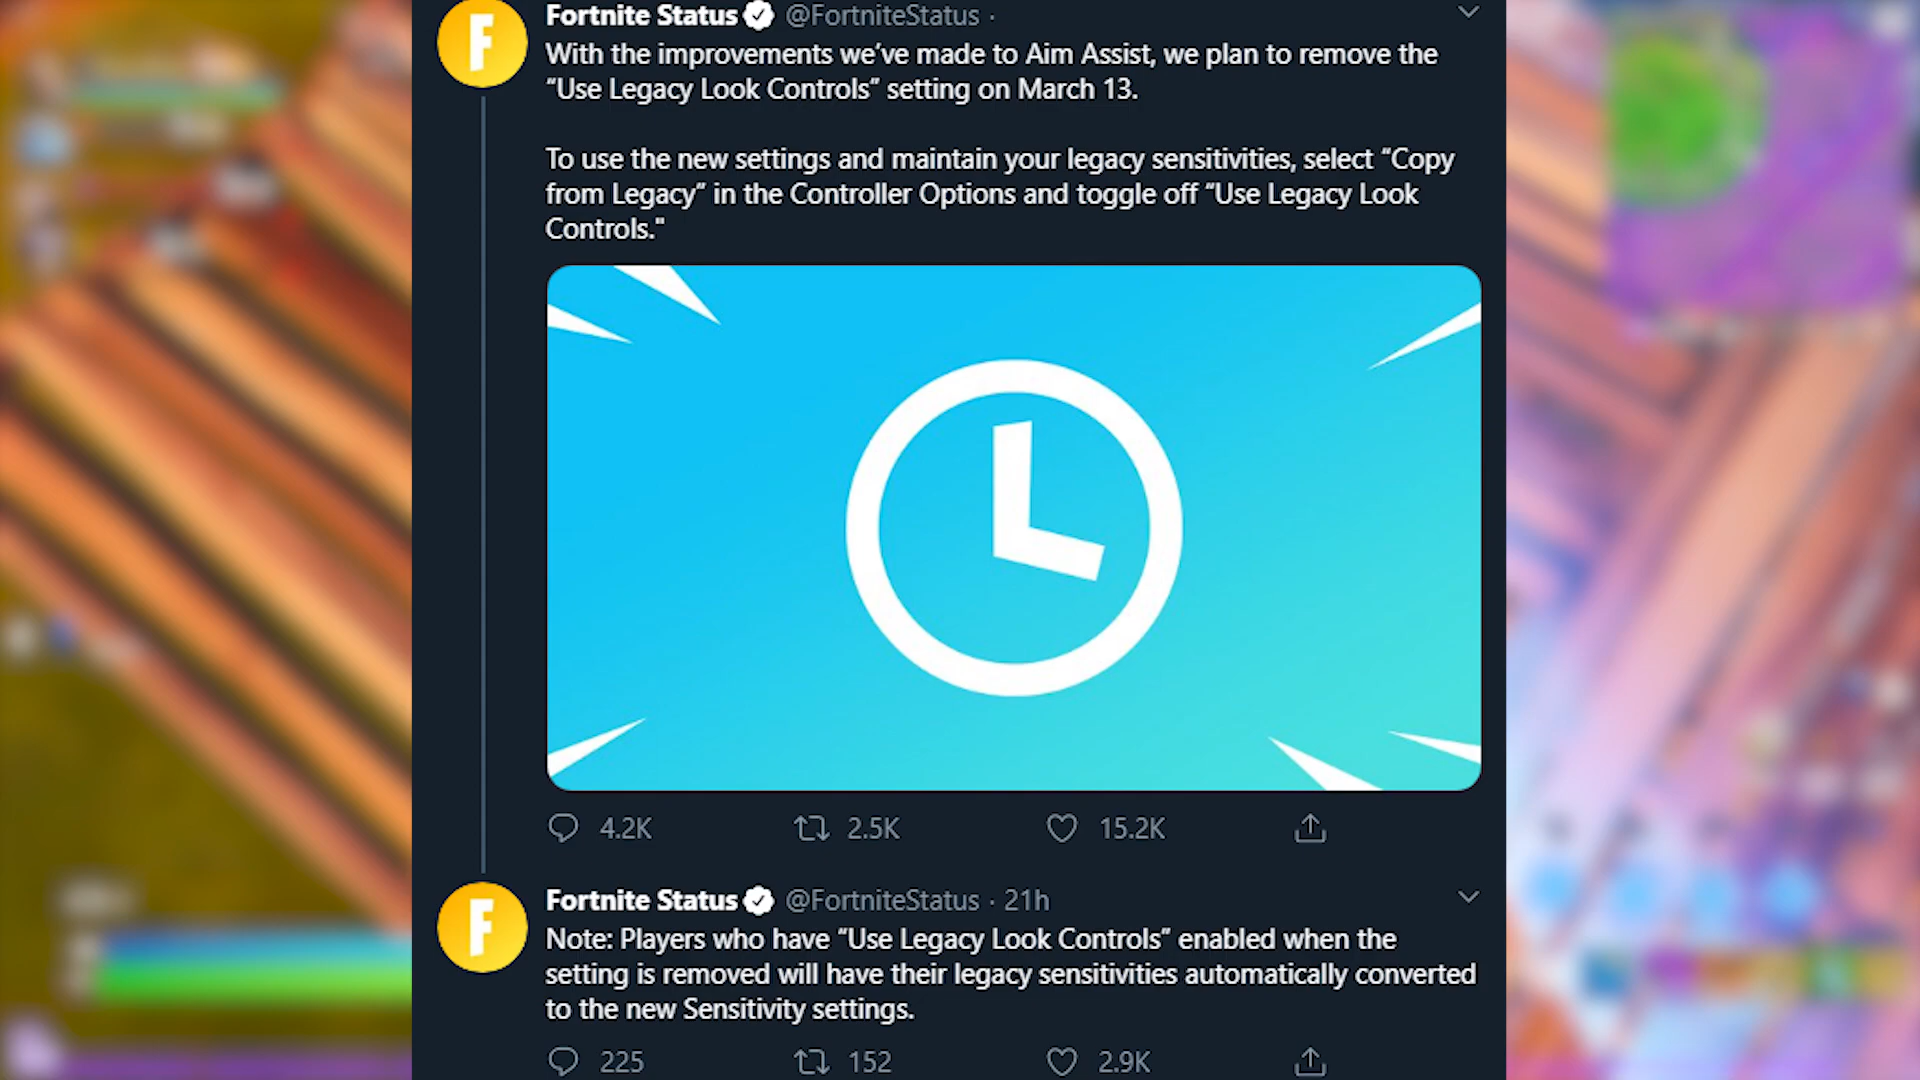 Fortnite Status @FortniteStatus ·
With the improvements we’ve made to Aim Assist, we plan to remove the
“Use Legacy Look Controls” setting on March 13.
To use the new settings and maintain your legacy sensitivities, select “Copy
from Legacy” in the Controller Options and toggle off “Use Legacy Look
Controls."
4.2K 2.5K 15.2K
Fortnite Status @FortniteStatus · 21h
Note: Players who have “Use Legacy Look Controls” enabled when the
setting is removed will have their legacy sensitivities automatically converted
to the new Sensitivity settings.
225 152 2.9K